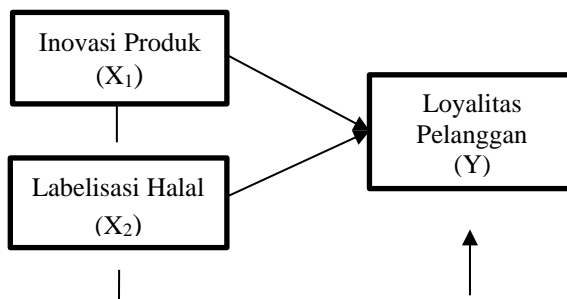 Inovasi Produk
(X₁)
Labelisasi Halal
(X₂)
Loyalitas
Pelanggan
(Y)